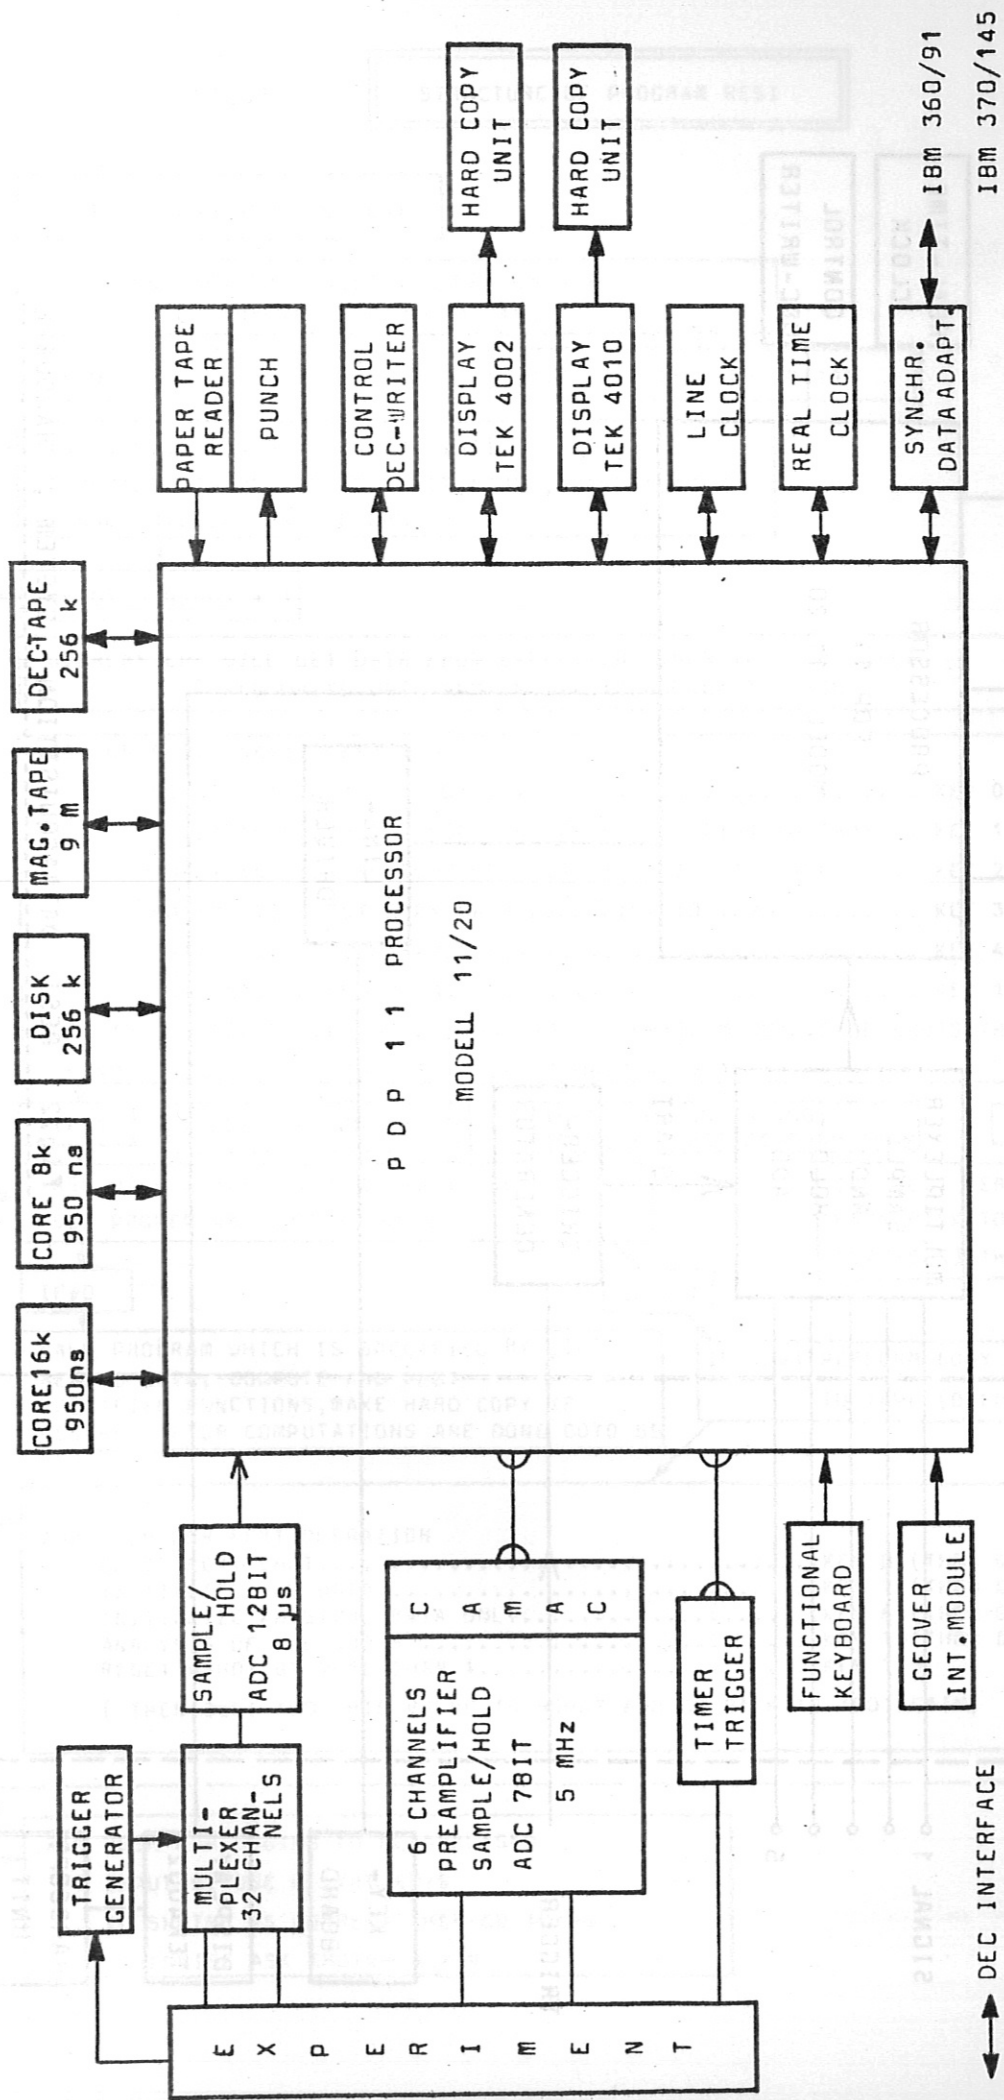 CORE16k
950ns
CORE 8k
950 ns
DISK
256 k
MAG.TAPE
9 m
DEC-TAPE
256 k
TRIGGER
GENERATOR
MULTI-
PLEXER
32CHAN-
NELS
SAMPLE/
HOLD
ADC 12BIT
8 µs
EXPERIMENT
6 CHANNELS
PREAMPLIFIER
SAMPLE/HOLD
ADC 7BIT
5 MHz
CAMAC
TIMER
TRIGGER
FUNCTIONAL
KEYBOARD
GEOVER
INT.MODULE
P D P 1 1 PROCESSOR
MODELL 11/20
PAPER TAPE
READER
PUNCH
CONTROL
DEC-WRITER
DISPLAY
TEK 4002
HARD COPY
UNIT
DISPLAY
TEK 4010
HARD COPY
UNIT
LINE
CLOCK
REAL TIME
CLOCK
SYNCHR.
DATA ADAPT.
IBM 360/91
IBM 370/145
DEC INTERFACE